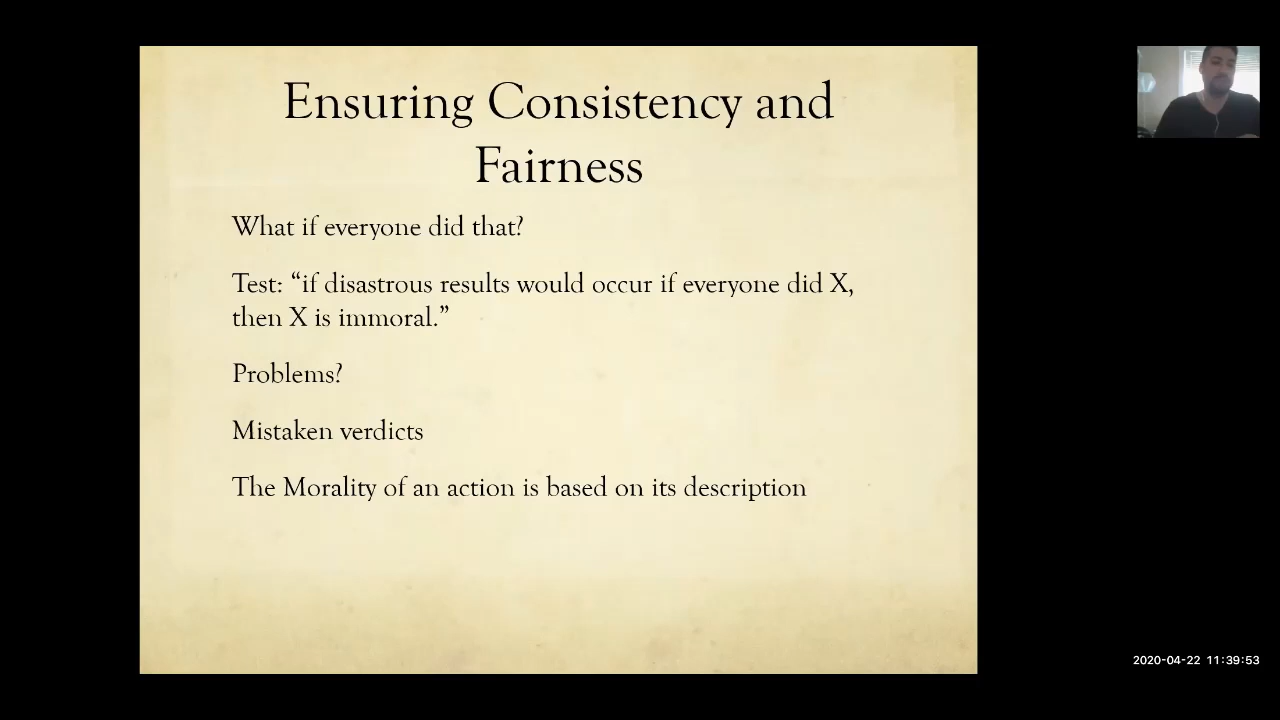 Ensuring Consistency and
Fairness
What if everyone did that?
Test: “if disastrous results would occur if everyone did X,
then X is immoral.”
Problems?
Mistaken verdicts
The Morality of an action is based on its description
2020-04-22 11:39:53